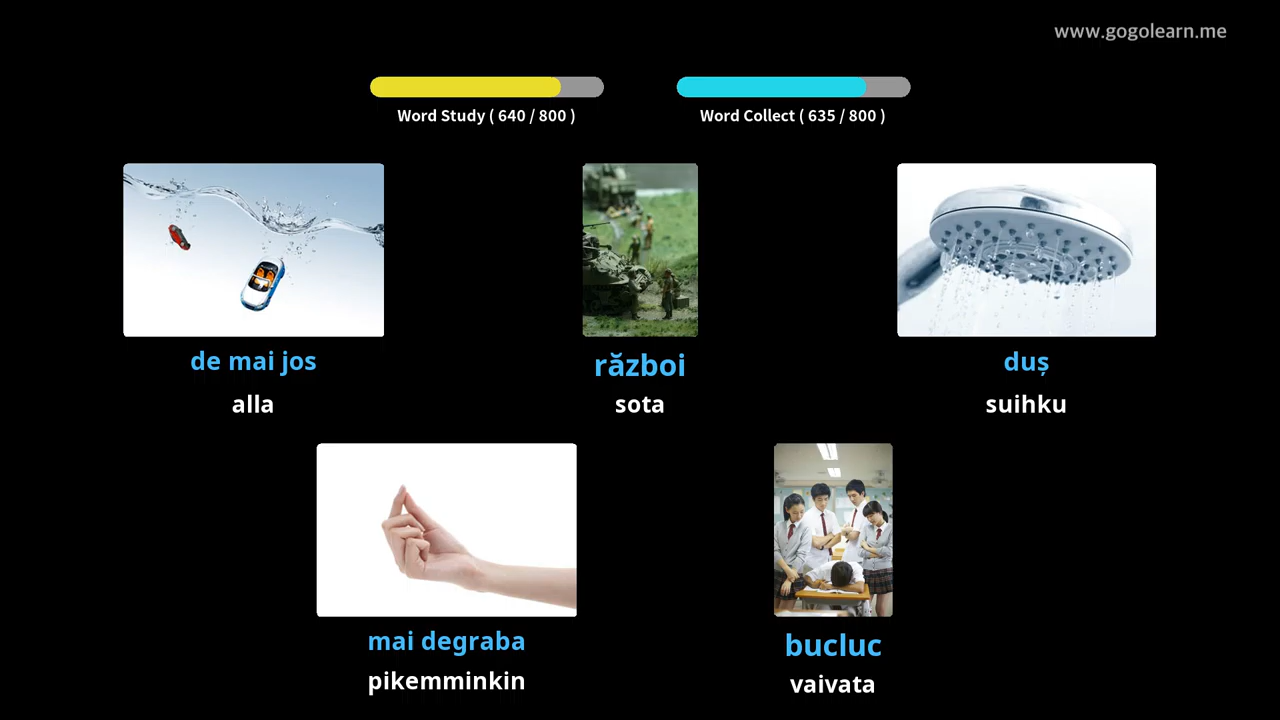 www.gogolearn.me
Word Study ( 640 / 800 )
Word Collect ( 635 / 800 )
de mai jos
alla
război
sota
duș
suihku
mai degraba
pikemminkin
bucluc
vaivata